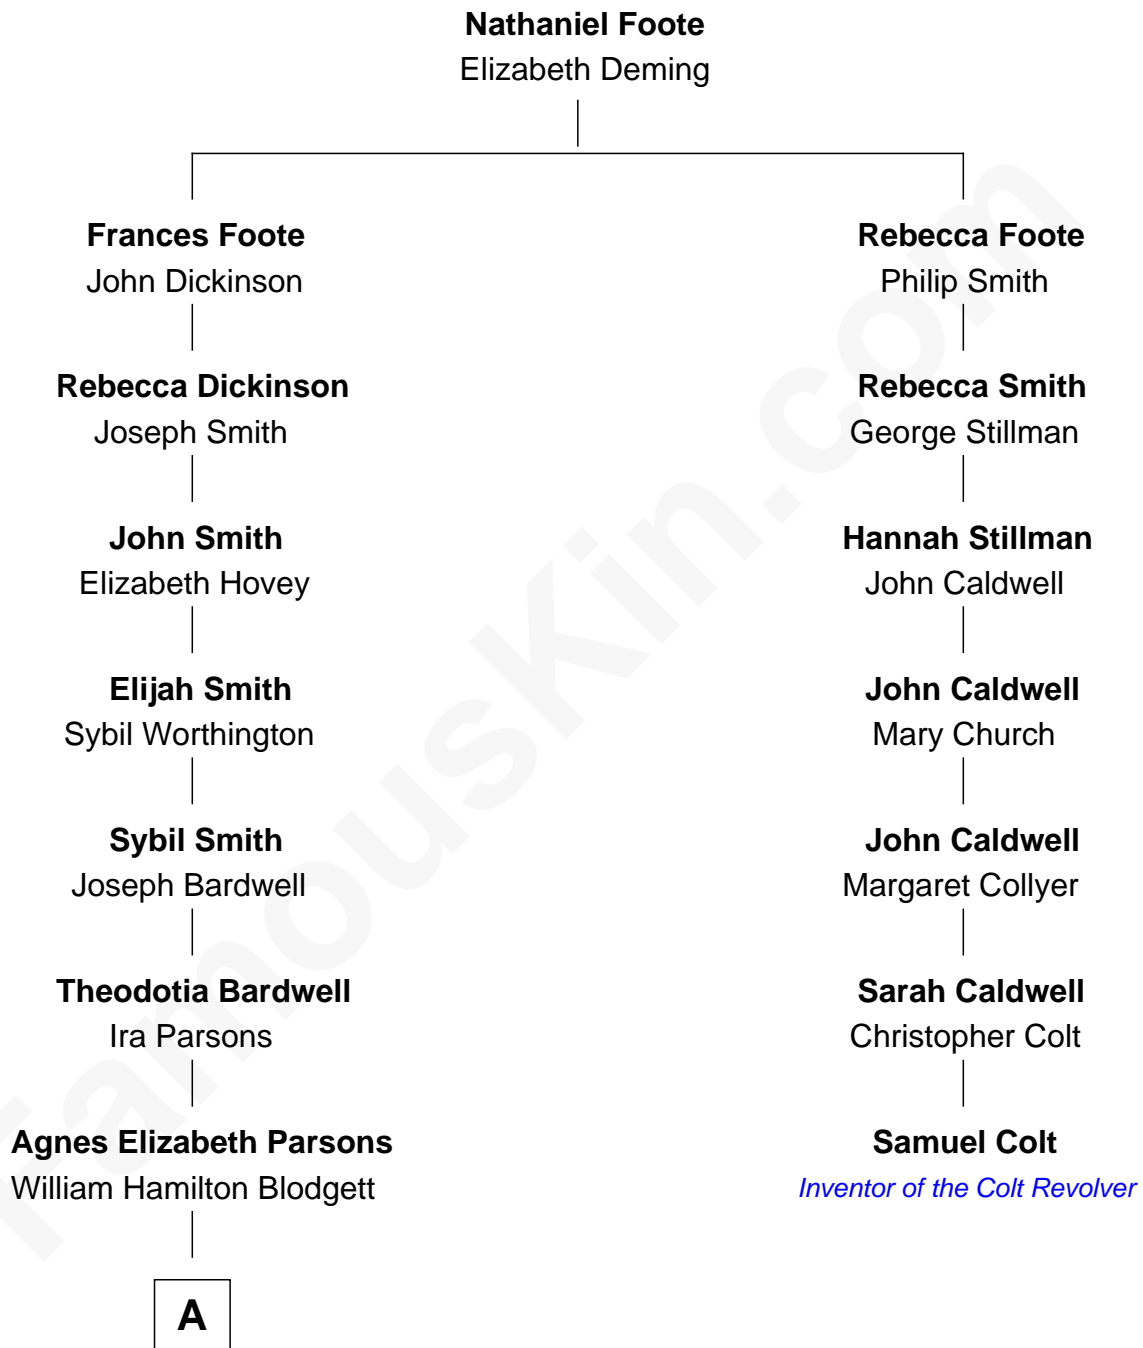 Nathaniel Foote
Elizabeth Deming
Frances Foote
John Dickinson
Rebecca Dickinson
Joseph Smith
John Smith
Elizabeth Hovey
Elijah Smith
Sybil Worthington
Sybil Smith
Joseph Bardwell
Theodotia Bardwell
Ira Parsons
Agnes Elizabeth Parsons
William Hamilton Blodgett
A
Rebecca Foote
Philip Smith
Rebecca Smith
George Stillman
Hannah Stillman
John Caldwell
John Caldwell
Mary Church
John Caldwell
Margaret Collyer
Sarah Caldwell
Christopher Colt
Samuel Colt
Inventor of the Colt Revolver
FamousKin.com